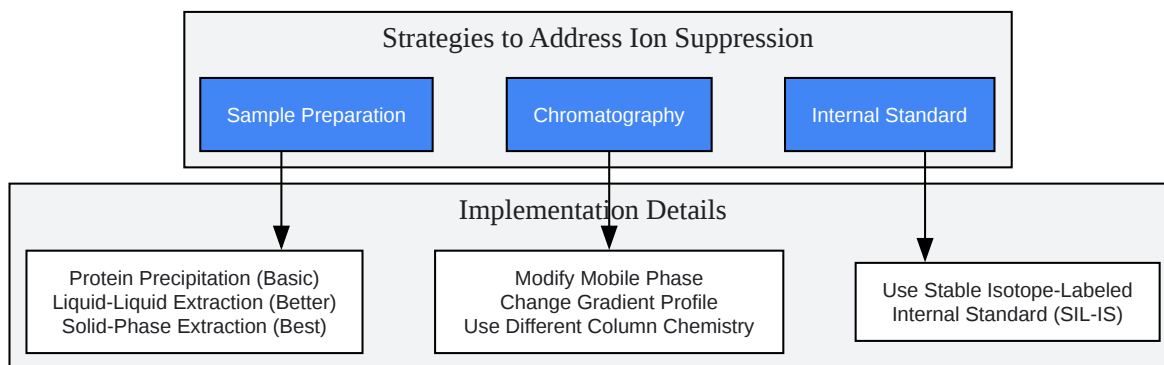 Strategies to Address Ion Suppression
Sample Preparation
Chromatography
Internal Standard
Implementation Details
Protein Precipitation (Basic)
Liquid-Liquid Extraction (Better)
Solid-Phase Extraction (Best)
Modify Mobile Phase
Change Gradient Profile
Use Different Column Chemistry
Use Stable Isotope-Labeled
Internal Standard (SIL-IS)